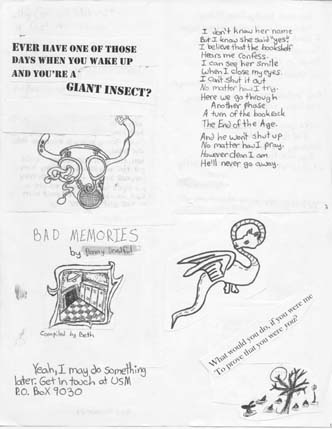 EVER HAVE ONE OF THOSE
DAYS WHEN YOU WAKE UP
AND YOU'RE A
GIANT INSECT?
I don't know her name
But I know she said "yes".
I believe that the bookshelf
Hears me confess.
I can see her smile
When I close my eyes.
I can't shut it out
No matter how I try.
Here we go through
Another phase
A turn of the
The End of the Age.
And he won't shut up
No matter how I pray.
However clean I am
He'll never go away.
BAD MEMORIES
by Danny
Compiled by Beth
Yeah, I may do something
later. Get in touch at USM
P.O. Box 9030
What would you do, if you were me
To prove that you were you?